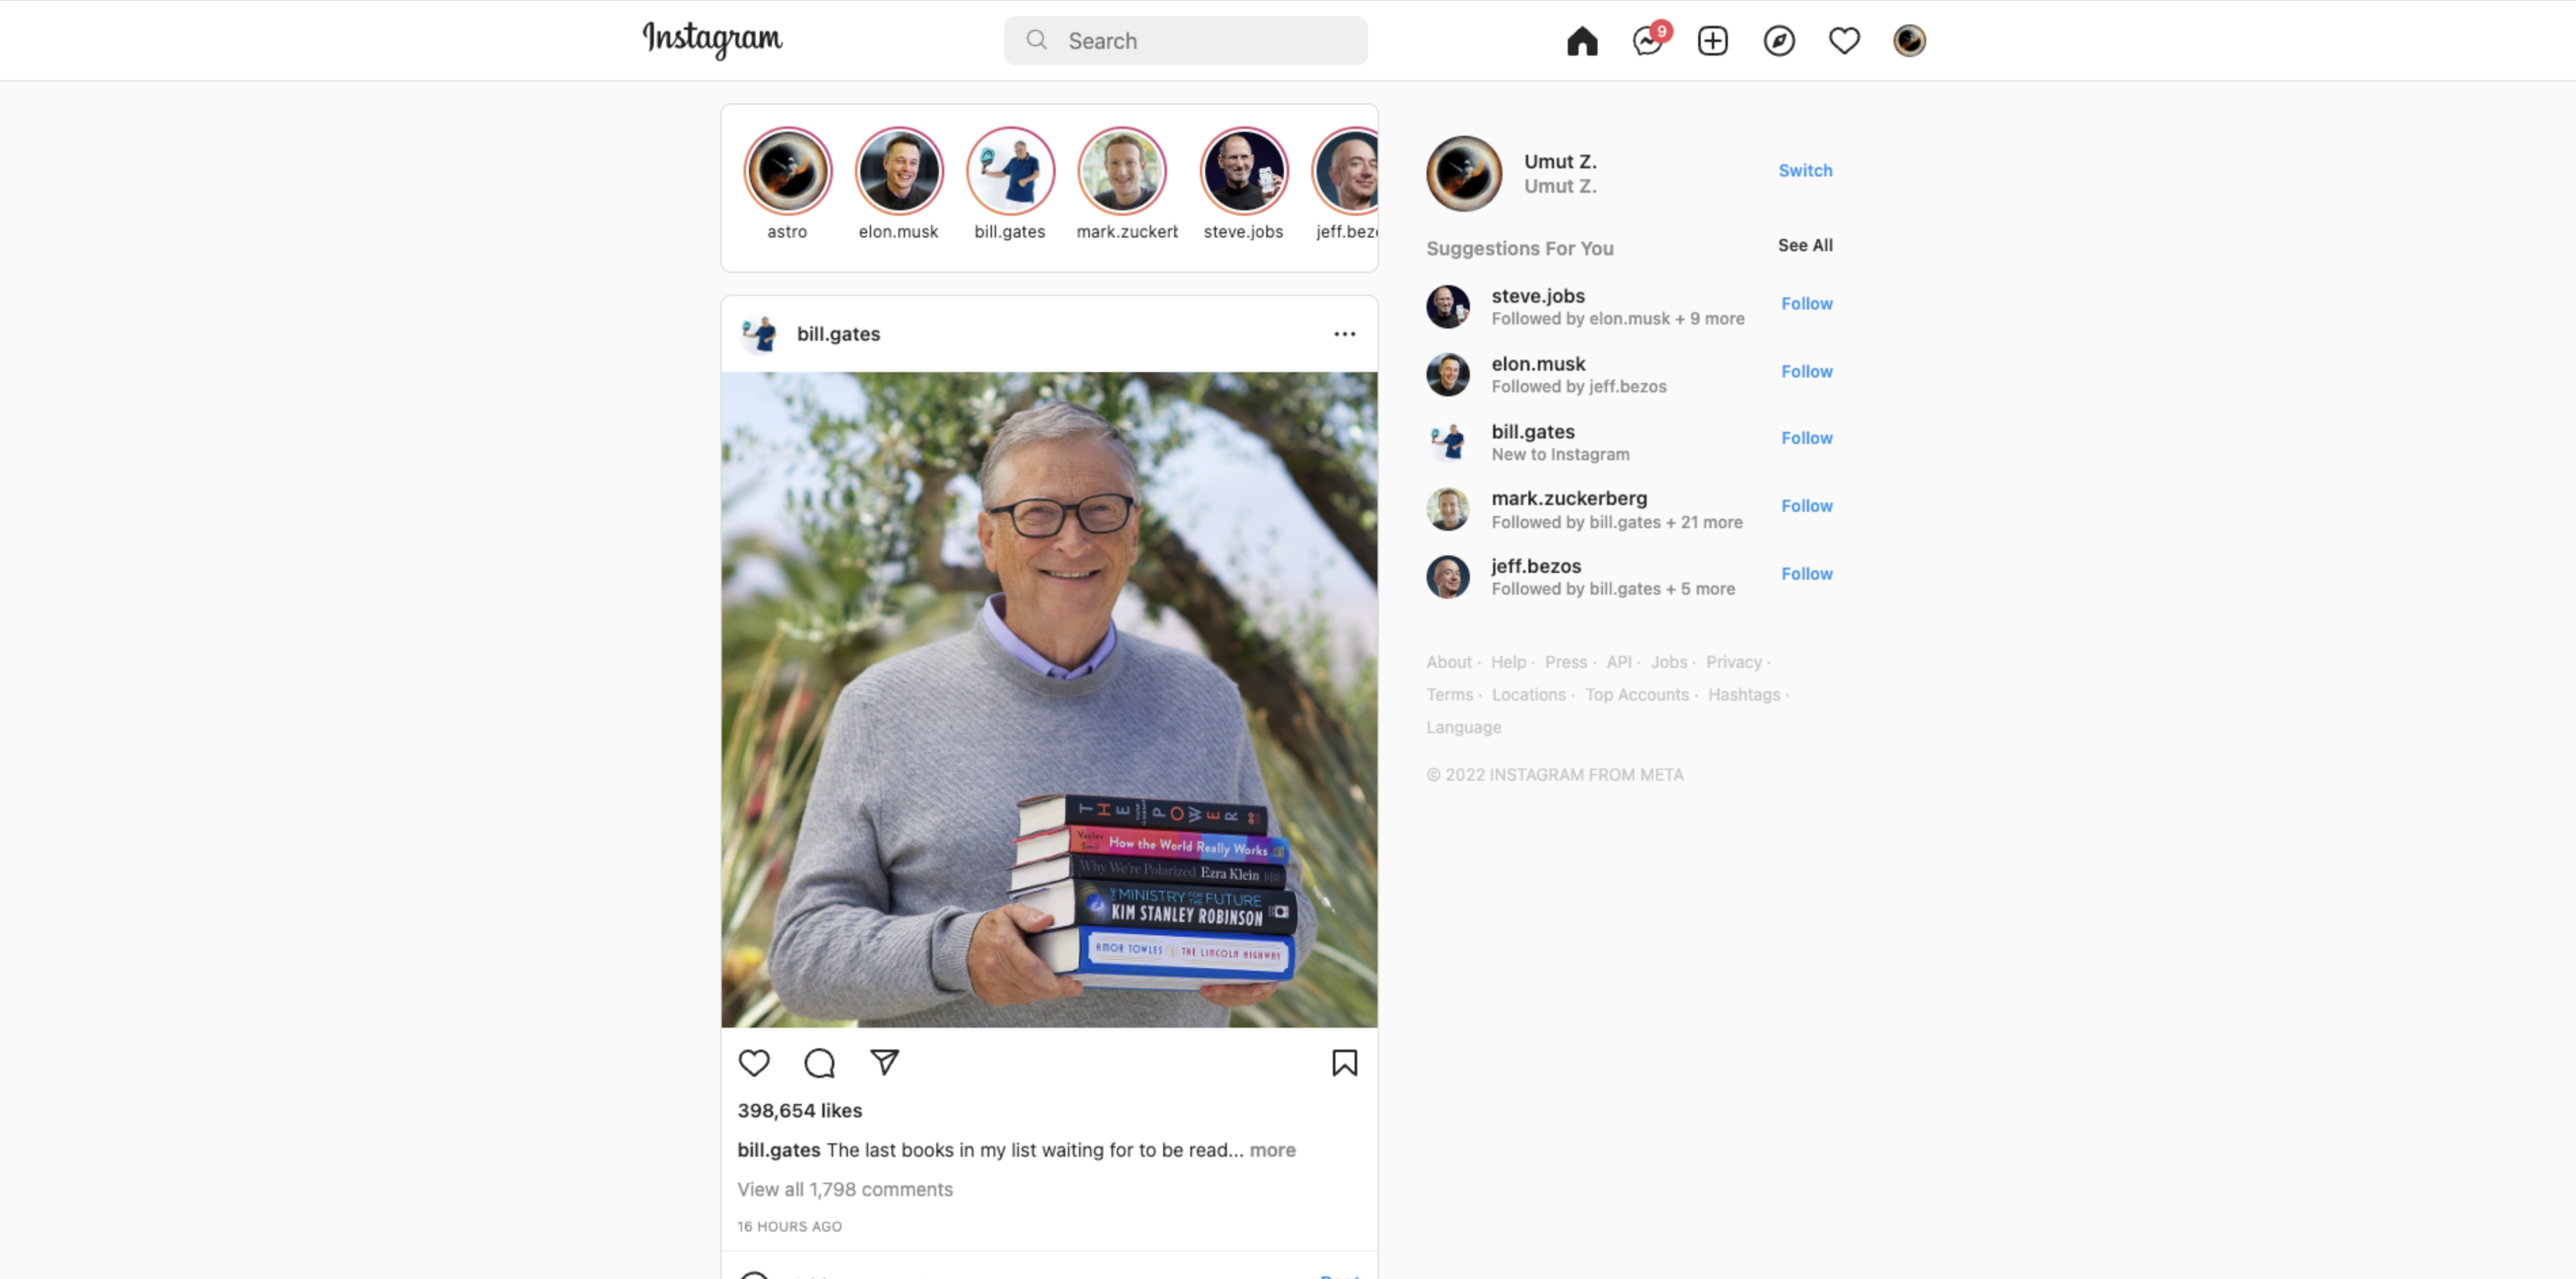 Instagram
Search
9
astro
elon.musk
bill.gates
mark.zuckerb
steve.jobs
jeff.bezo
Umut Z.
Umut Z.
Switch
Suggestions For You
See All
steve.jobs
Followed by elon.musk + 9 more
Follow
elon.musk
Followed by jeff.bezos
Follow
bill.gates
New to Instagram
Follow
mark.zuckerberg
Followed by bill.gates + 21 more
Follow
jeff.bezos
Followed by bill.gates + 5 more
Follow
About · Help · Press · API · Jobs · Privacy ·
Terms · Locations · Top Accounts · Hashtags ·
Language
© 2022 INSTAGRAM FROM META
bill.gates
THE POWER
Vaclav Smil How the World Really Works
Why We're Polarized Ezra Klein
THE MINISTRY FOR THE FUTURE
KIM STANLEY ROBINSON
AMOR TOWLES THE LINCOLN HIGHWAY
398,654 likes
bill.gates The last books in my list waiting for to be read... more
View all 1,798 comments
16 HOURS AGO